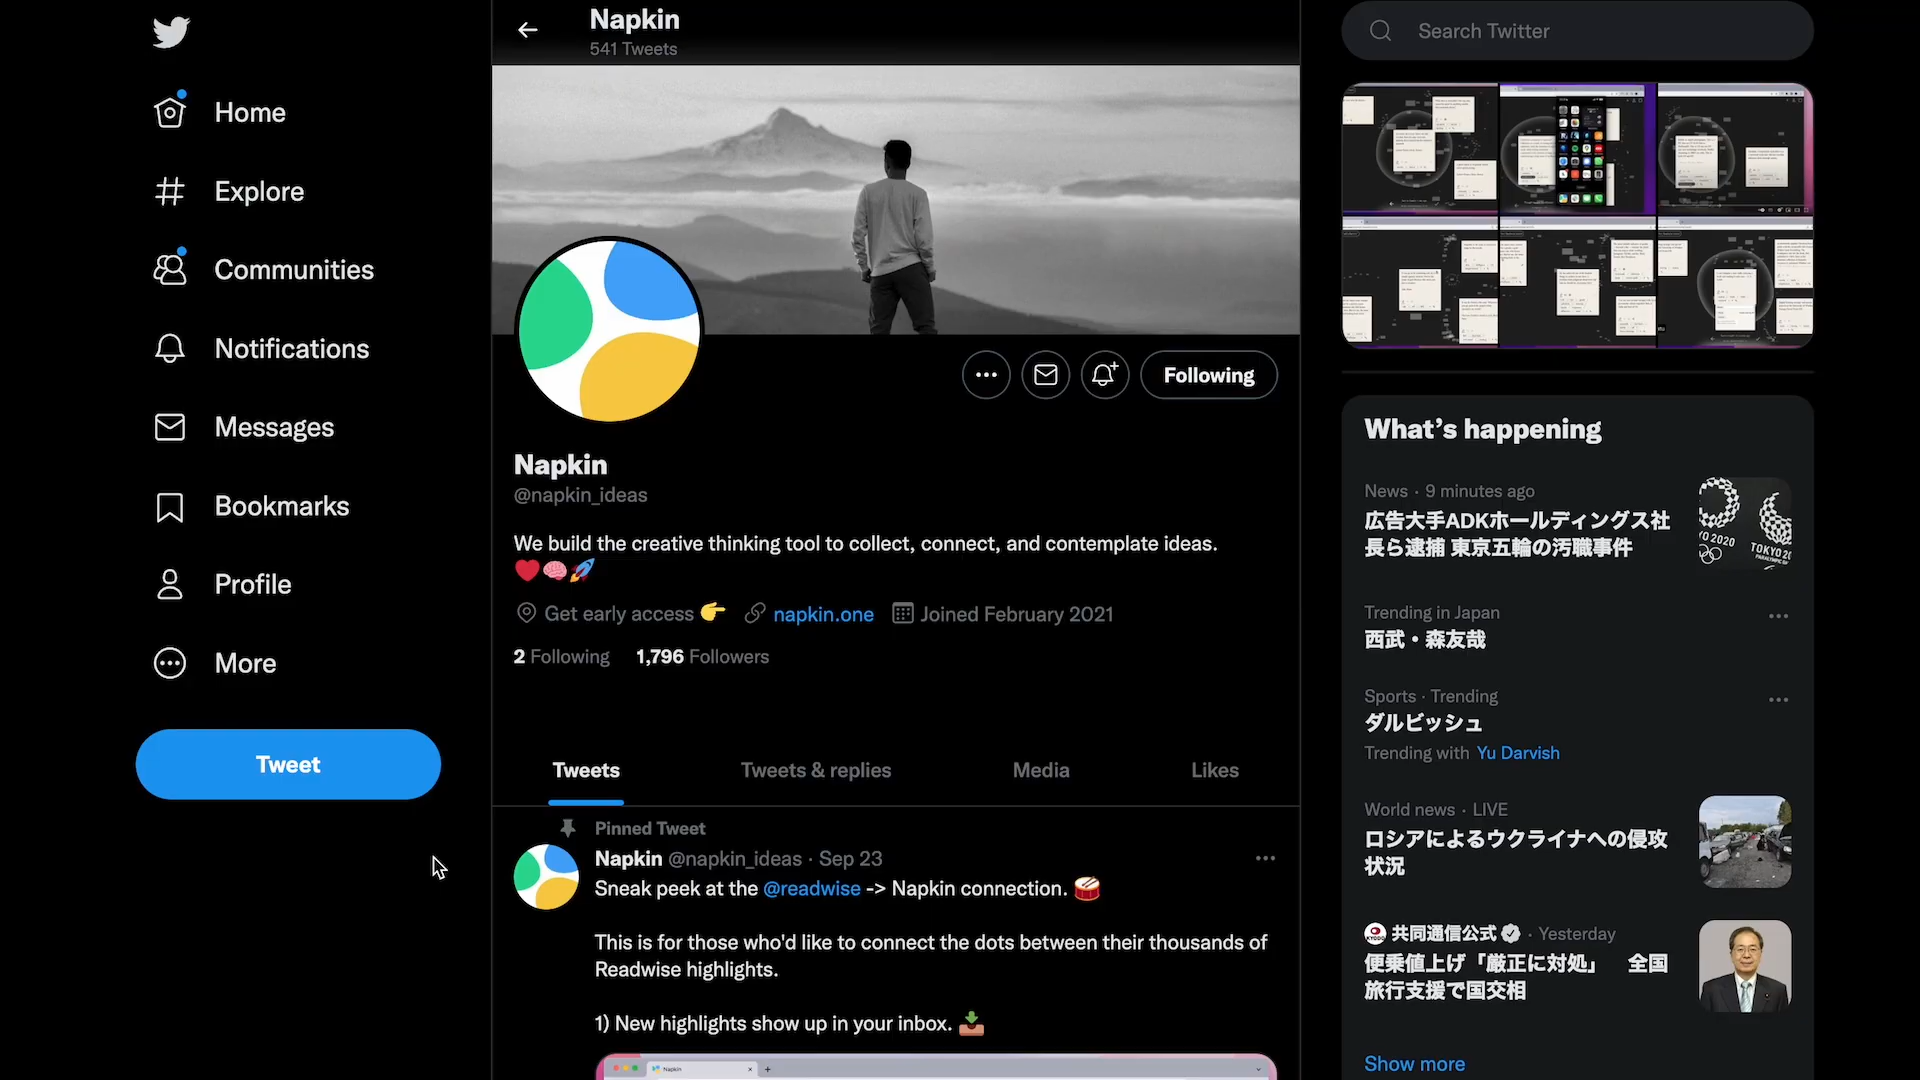 Home
Explore
Communities
Notifications
Messages
Bookmarks
Profile
More
Tweet
Napkin
541 Tweets
Following
Napkin
@napkin_ideas
We build the creative thinking tool to collect, connect, and contemplate ideas.
❤️🧠🚀
Get early access 👉 napkin.one Joined February 2021
2 Following 1,796 Followers
Tweets Tweets & replies Media Likes
Pinned Tweet
Napkin @napkin_ideas · Sep 23
Sneak peek at the @readwise -> Napkin connection. 🥁
This is for those who'd like to connect the dots between their thousands of
Readwise highlights.
1) New highlights show up in your inbox. 📥
Napkin
Search Twitter
What's happening
News · 9 minutes ago
広告大手ADKホールディングス社
長ら逮捕 東京五輪の汚職事件
Trending in Japan
西武・森友哉
Sports · Trending
ダルビッシュ
Trending with Yu Darvish
World news · LIVE
ロシアによるウクライナへの侵攻
状況
共同通信公式 · Yesterday
便乗値上げ「厳正に対処」 全国
旅行支援で国交相
Show more